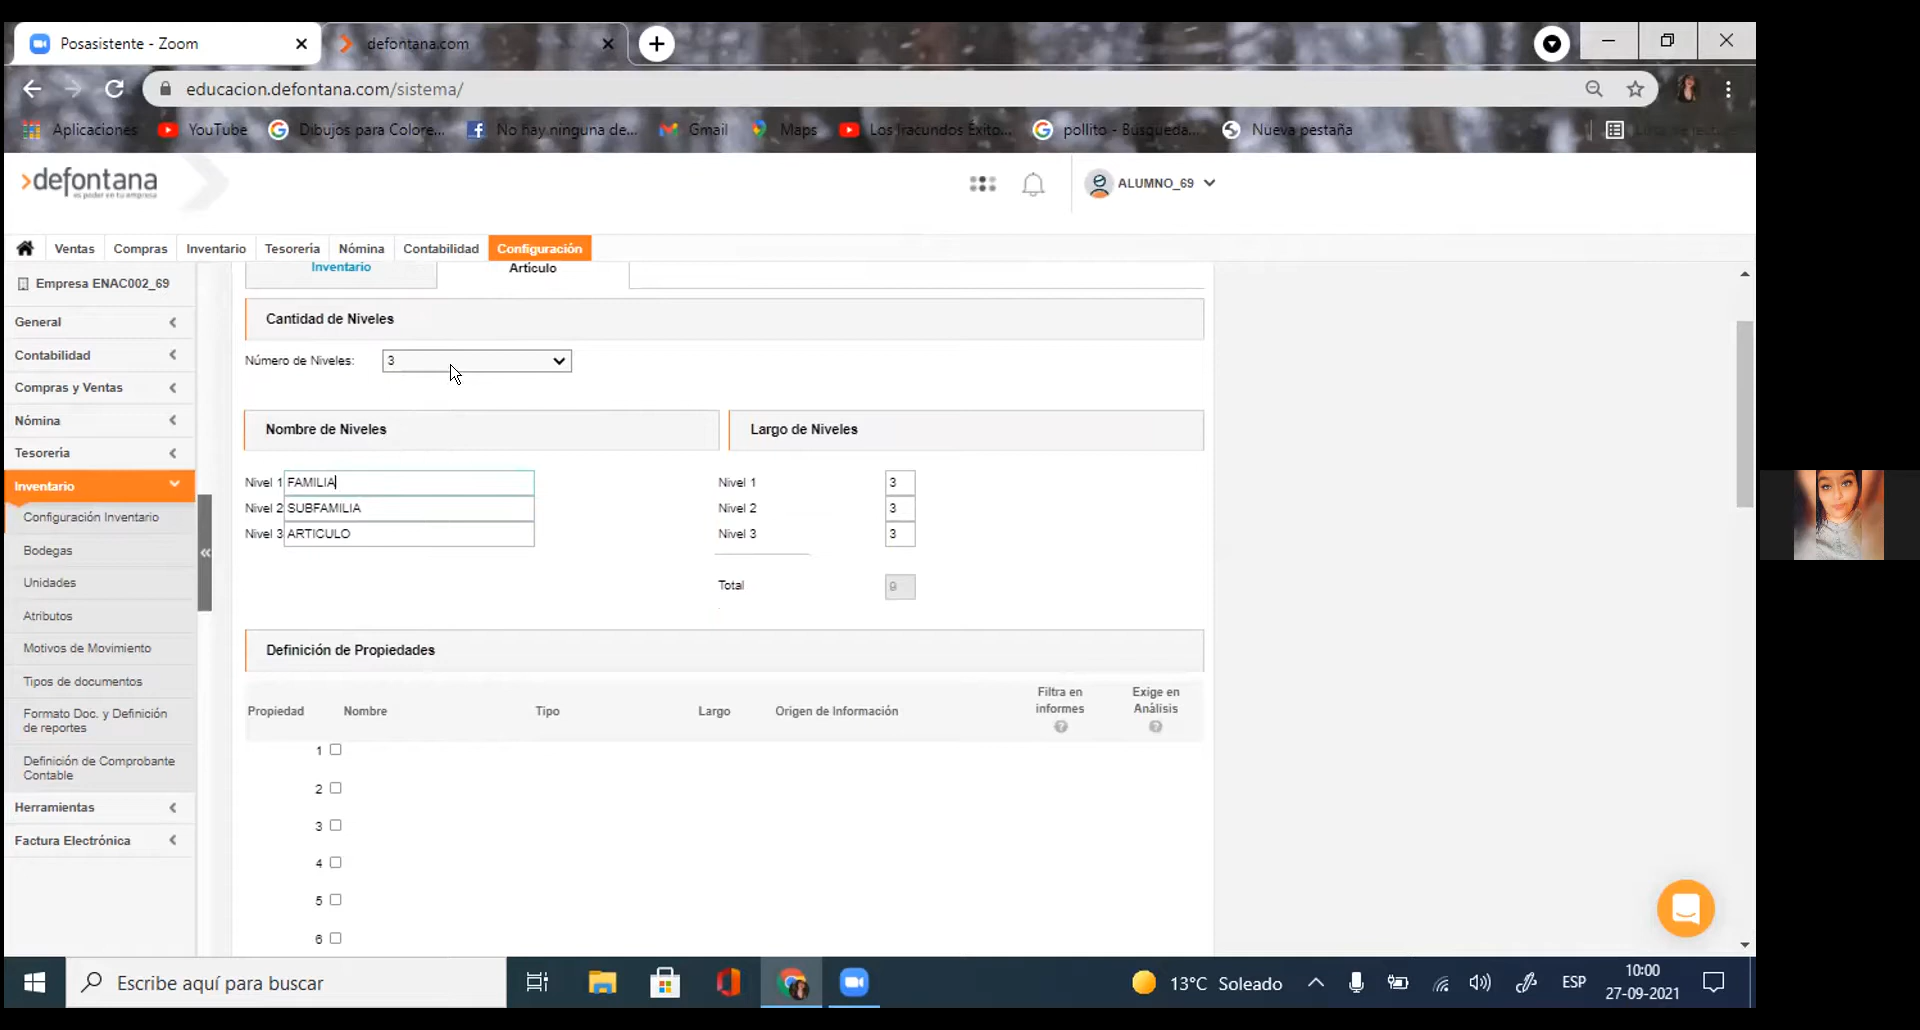 Posasistente - Zoom
defontana.com
educacion.defontana.com/sistema/
Aplicaciones
YouTube
Dibujos para Colore...
No hay ninguna de...
Gmail
Maps
Los Iracundos Éxito...
pollito - Búsqueda...
Nueva pestaña
defontana
ALUMNO_69
Ventas
Compras
Inventario
Tesorería
Nómina
Contabilidad
Configuración
Empresa ENAC002_69
General
Contabilidad
Compras y Ventas
Nómina
Tesorería
Inventario
Configuración Inventario
Bodegas
Unidades
Atributos
Motivos de Movimiento
Tipos de documentos
Formato Doc. y Definición
de reportes
Definición de Comprobante
Contable
Herramientas
Factura Electrónica
Inventario
Artículo
Cantidad de Niveles
Número de Niveles:
3
Nombre de Niveles
Largo de Niveles
Nivel 1 FAMILIA
Nivel 2 SUBFAMILIA
Nivel 3 ARTICULO
Nivel 1 3
Nivel 2 3
Nivel 3 3
Total 9
Definición de Propiedades
Propiedad
Nombre
Tipo
Largo
Origen de Información
Filtra en
informes
Exige en
Análisis
1
2
3
4
5
6
Escribe aquí para buscar
13°C Soleado
ESP
10:00
27-09-2021